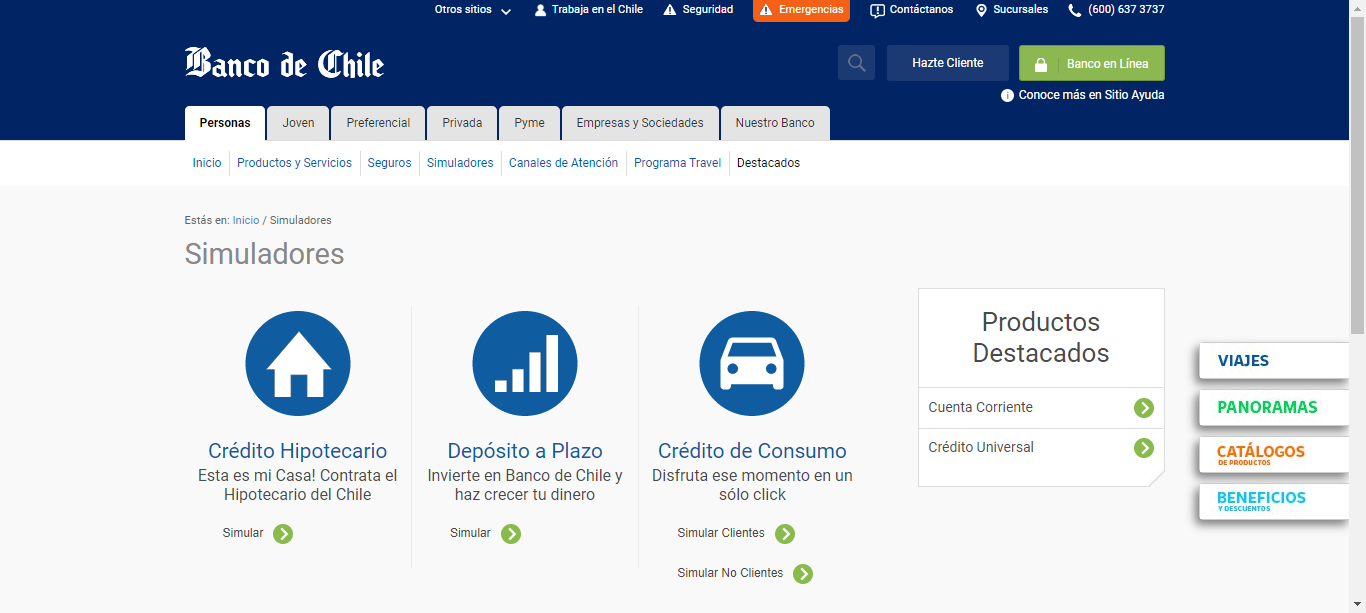 Otros sitios Trabaja en el Chile Seguridad Emergencias Contáctanos Sucursales (600) 637 3737
Banco de Chile
Hazte Cliente
Banco en Línea
Conoce más en Sitio Ayuda
Personas Joven Preferencial Privada Pyme Empresas y Sociedades Nuestro Banco
Inicio Productos y Servicios Seguros Simuladores Canales de Atención Programa Travel Destacados
Estás en: Inicio / Simuladores
Simuladores
Crédito Hipotecario
Esta es mi Casa! Contrata el
Hipotecario del Chile
Simular
Depósito a Plazo
Invierte en Banco de Chile y
haz crecer tu dinero
Simular
Crédito de Consumo
Disfruta ese momento en un
sólo click
Simular Clientes
Simular No Clientes
Productos
Destacados
Cuenta Corriente
Crédito Universal
VIAJES
PANORAMAS
CATÁLOGOS
DE PRODUCTOS
BENEFICIOS
Y DESCUENTOS